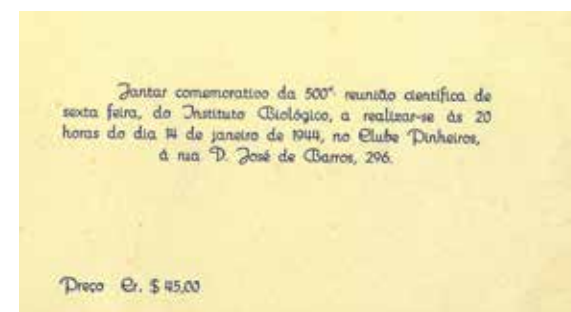 Jantar comemorativo da 500ª reunião científica de
sexta feira, do Instituto Biológico, a realizar-se às 20
horas do dia 14 de janeiro de 1944, no Clube Pinheiros,
á rua D. José de Barros, 296.
Preço Cr. $ 45,00